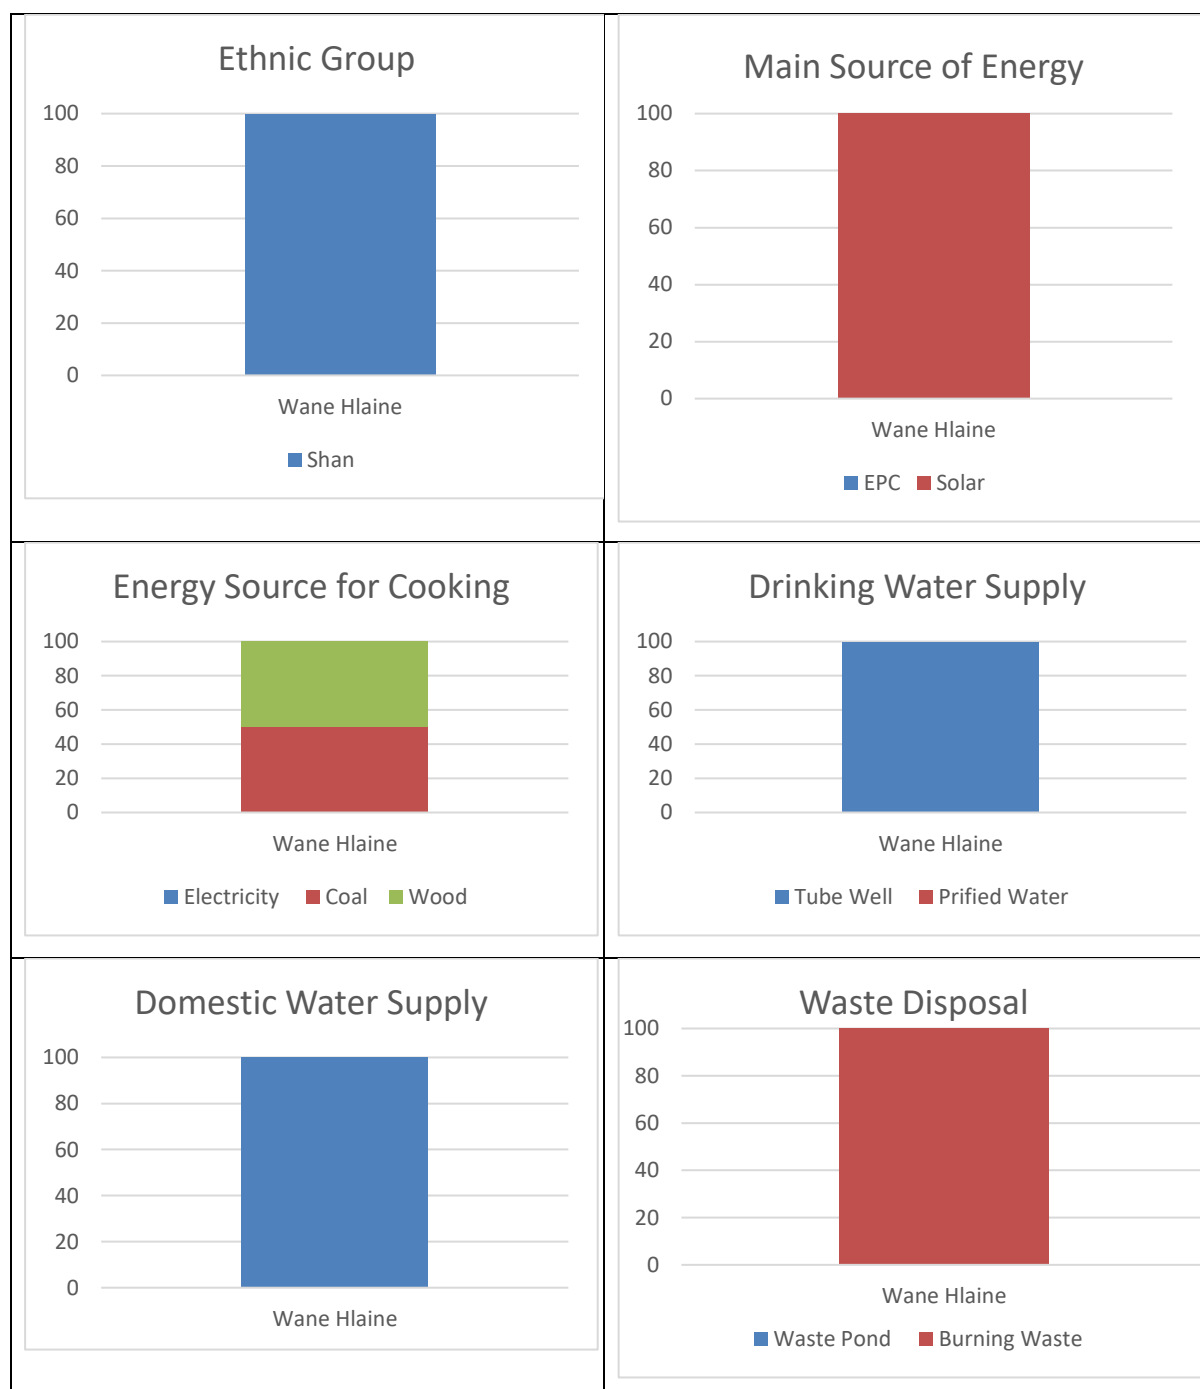 Ethnic Group
100
80
60
40
20
0
Wane Hlaine
Shan
Main Source of Energy
100
80
60
40
20
0
Wane Hlaine
EPC Solar
Energy Source for Cooking
100
80
60
40
20
0
Wane Hlaine
Electricity Coal Wood
Drinking Water Supply
100
80
60
40
20
0
Wane Hlaine
Tube Well Prified Water
Domestic Water Supply
100
80
60
40
20
0
Wane Hlaine
Waste Disposal
100
80
60
40
20
0
Wane Hlaine
Waste Pond Burning Waste